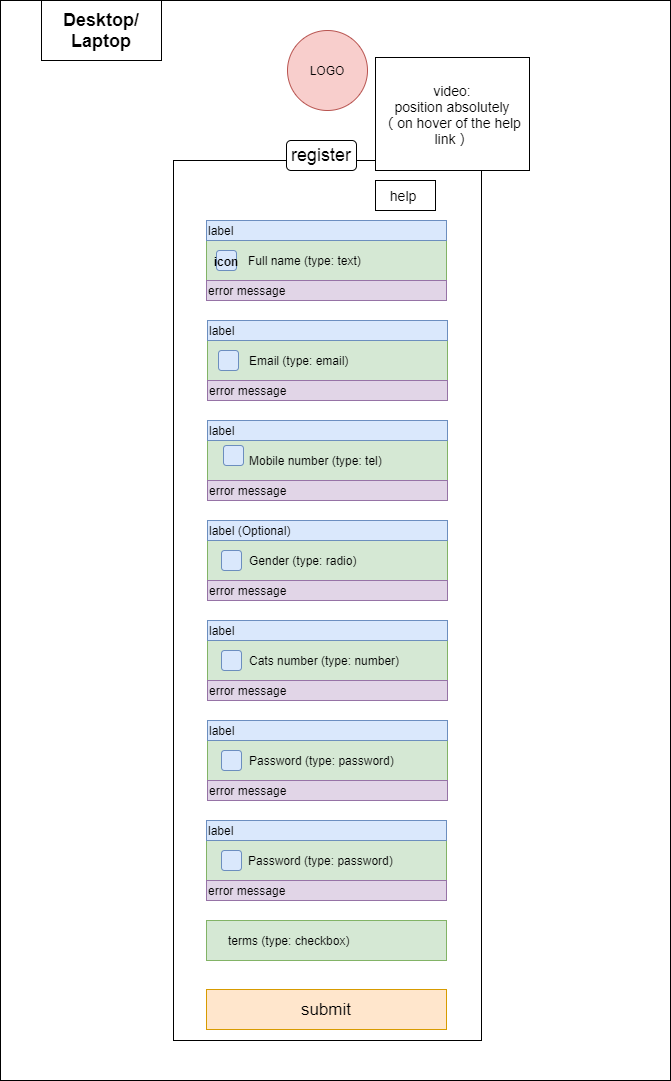 Desktop/
Laptop
LOGO
video:
position absolutely
( on hover of the help
link )
register
help
label
icon
Full name (type: text)
error message
label
Email (type: email)
error message
label
Mobile number (type: tel)
error message
label (Optional)
Gender (type: radio)
error message
label
Cats number (type: number)
error message
label
Password (type: password)
error message
label
Password (type: password)
error message
terms (type: checkbox)
submit